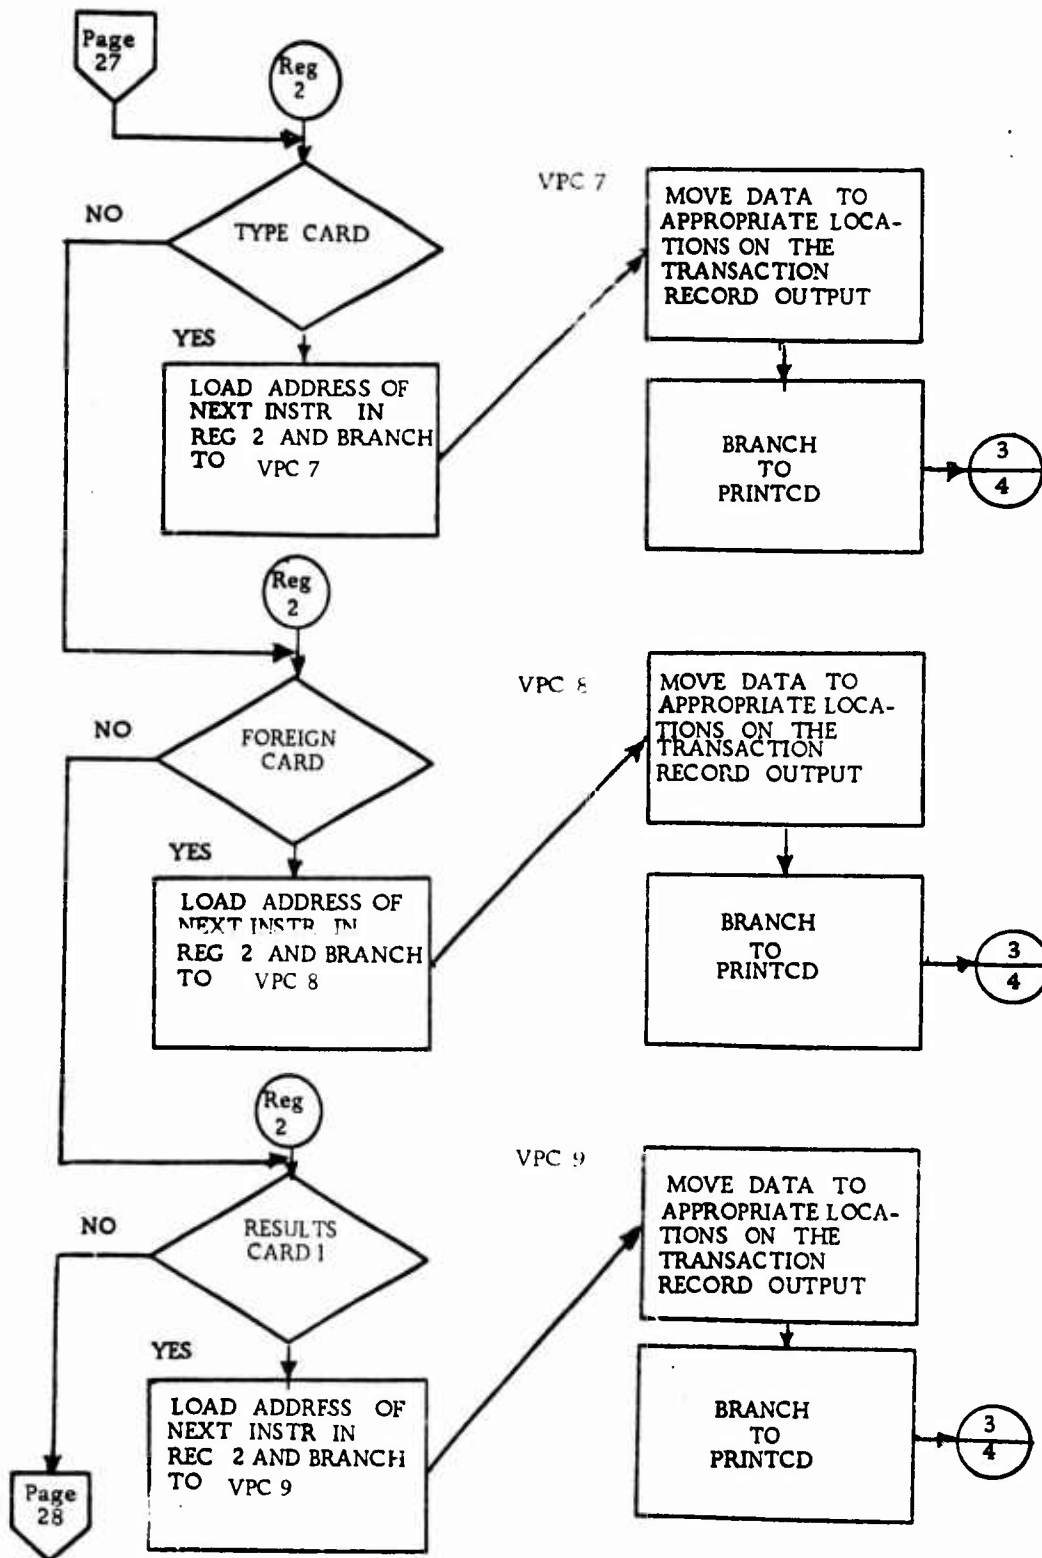 Page
27
Reg
2
VPC 7
NO
TYPE CARD
MOVE DATA TO
APPROPRIATE LOCA-
TIONS ON THE
TRANSACTION
RECORD OUTPUT
YES
LOAD ADDRESS OF
NEXT INSTR IN
REG 2 AND BRANCH
TO VPC 7
BRANCH
TO
PRINTCD
3
4
Reg
2
VPC 8
NO
FOREIGN
CARD
MOVE DATA TO
APPROPRIATE LOCA-
TIONS ON THE
TRANSACTION
RECORD OUTPUT
YES
LOAD ADDRESS OF
NEXT INSTR IN
REG 2 AND BRANCH
TO VPC 8
BRANCH
TO
PRINTCD
3
4
Reg
2
VPC 9
NO
RESULTS
CARD 1
MOVE DATA TO
APPROPRIATE LOCA-
TIONS ON THE
TRANSACTION
RECORD OUTPUT
YES
LOAD ADDRESS OF
NEXT INSTR IN
REG 2 AND BRANCH
TO VPC 9
BRANCH
TO
PRINTCD
3
4
Page
28